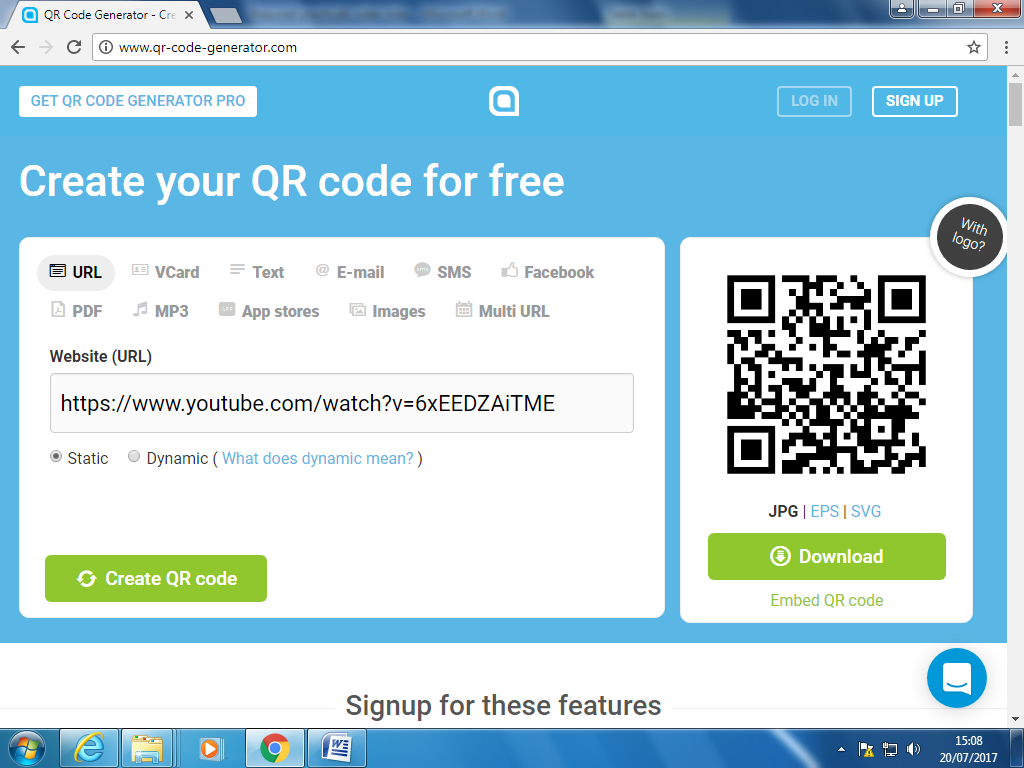 QR Code Generator - Cre
www.qr-code-generator.com
GET QR CODE GENERATOR PRO
LOG IN
SIGN UP
Create your QR code for free
With
logo?
URL
VCard
Text
@ E-mail
SMS
Facebook
PDF
MP3
App stores
Images
Multi URL
Website (URL)
https://www.youtube.com/watch?v=6xEEDZAiTME
Static
Dynamic ( What does dynamic mean? )
Create QR code
JPG | EPS | SVG
Download
Embed QR code
Signup for these features
15:08
20/07/2017